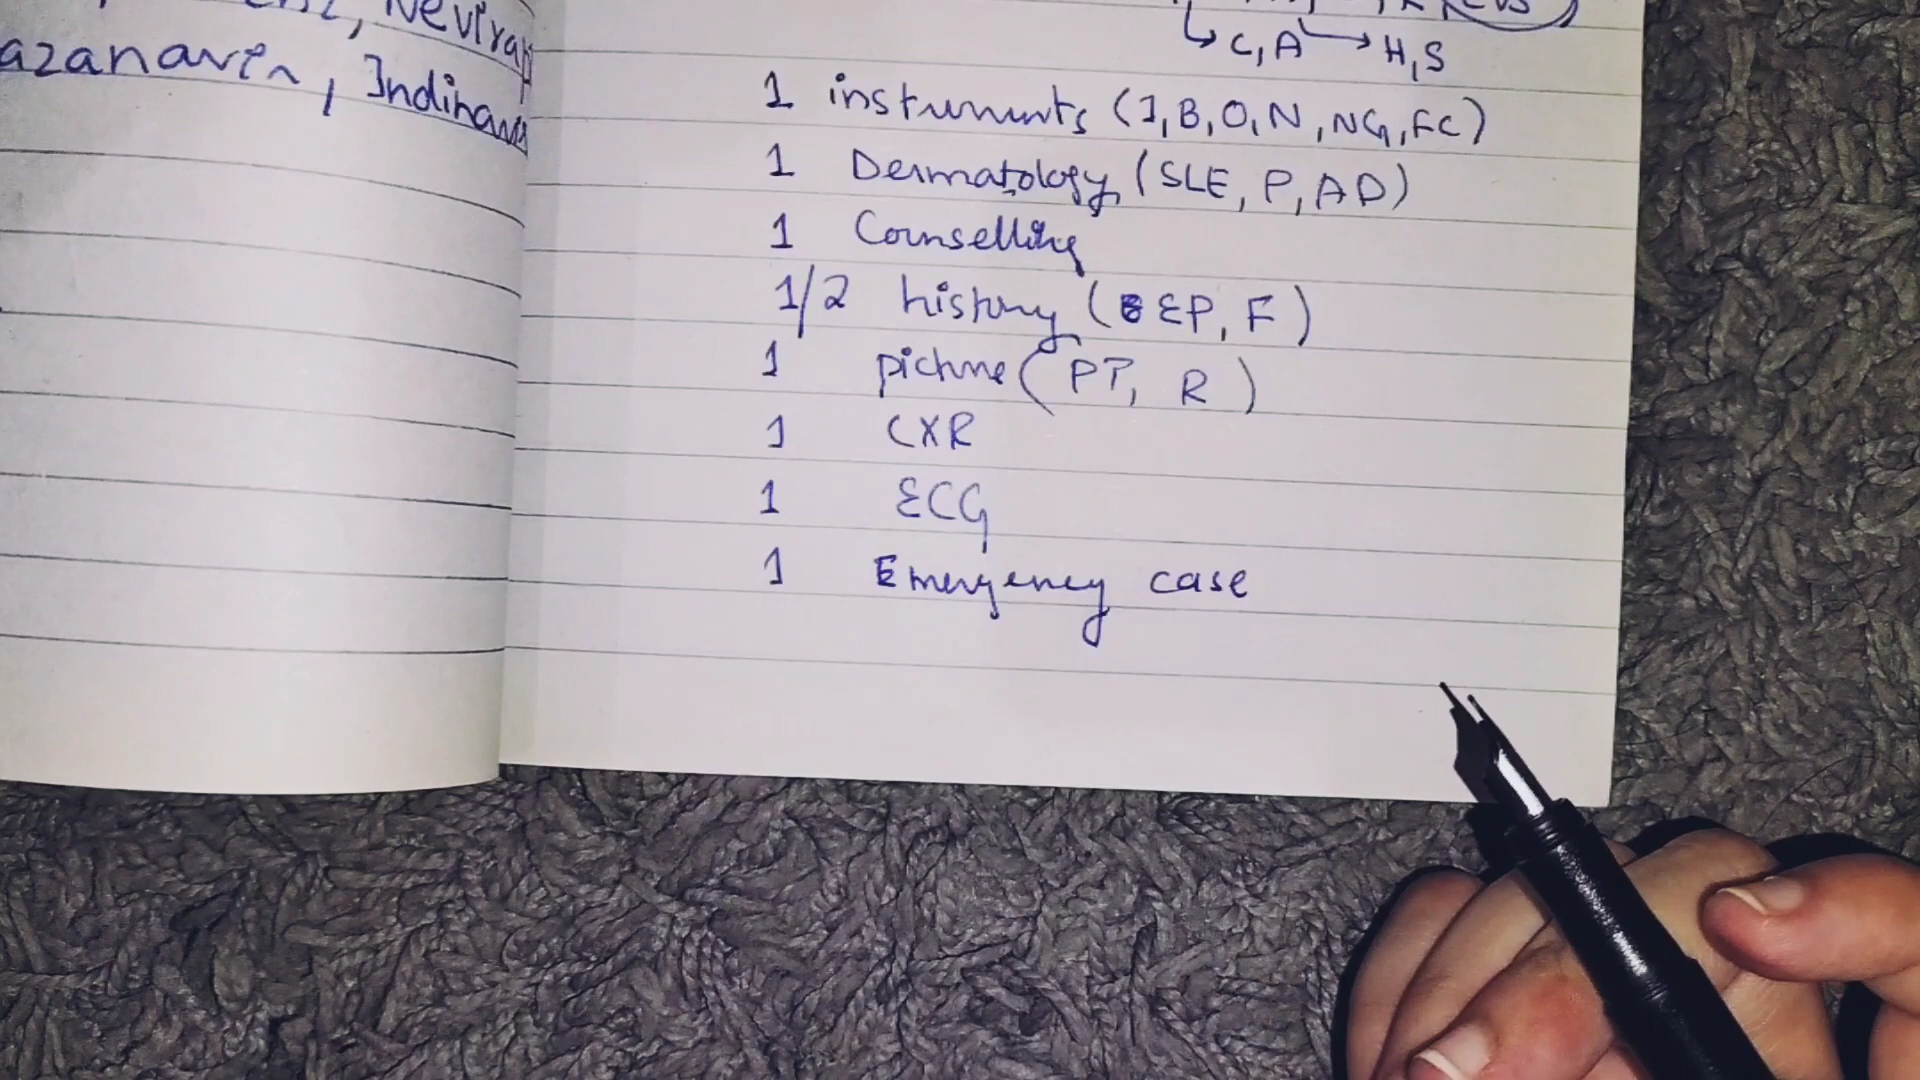 azanavir, Indinavir
↳ C, A → H, S
1 instruments (I, B, O, N, NG, FC)
1 Dermatology (SLE, P, AD)
1 Counselling
1/2 history (EP, F)
1 picture (PT, R)
1 CXR
1 ECG
1 Emergency case